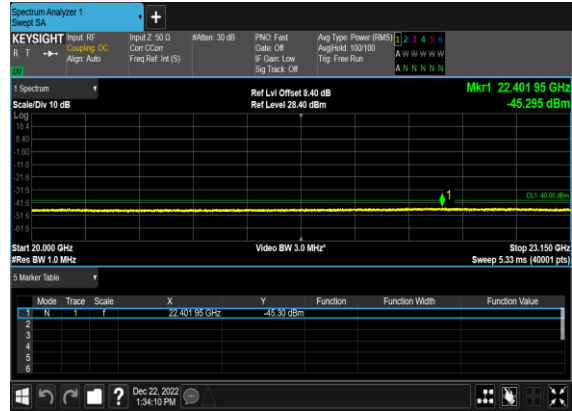 Spectrum Analyzer 1
Swept SA
+
KEYSIGHT Input: RF Input Z: 50 Ω #Atten: 30 dB PNO: Fast Avg Type: Power (RMS) 1 2 3 4 5 6
R T Coupling: DC Corr CCorr Gate: Off Avg|Hold: 100/100 A W W W W W
Align: Auto Freq Ref: Int (S) IF Gain: Low Trig: Free Run
Sig Track: Off A N N N N N
1 Spectrum Ref Lvl Offset 8.40 dB Mkr1 22.401 95 GHz
Scale/Div 10 dB Ref Level 28.40 dBm -45.295 dBm
Log
18.4
8.40
-1.60
-11.6
-21.6
-31.6 1 DL1 -40.00 dBm
-41.6
-51.6
-61.6
Start 20.000 GHz Video BW 3.0 MHz* Stop 23.150 GHz
#Res BW 1.0 MHz Sweep 5.33 ms (40001 pts)
5 Marker Table
Mode Trace Scale X Y Function Function Width Function Value
1 N 1 f 22.401 95 GHz -45.30 dBm
2
3
4
5
6
? Dec 22, 2022
1:34:10 PM